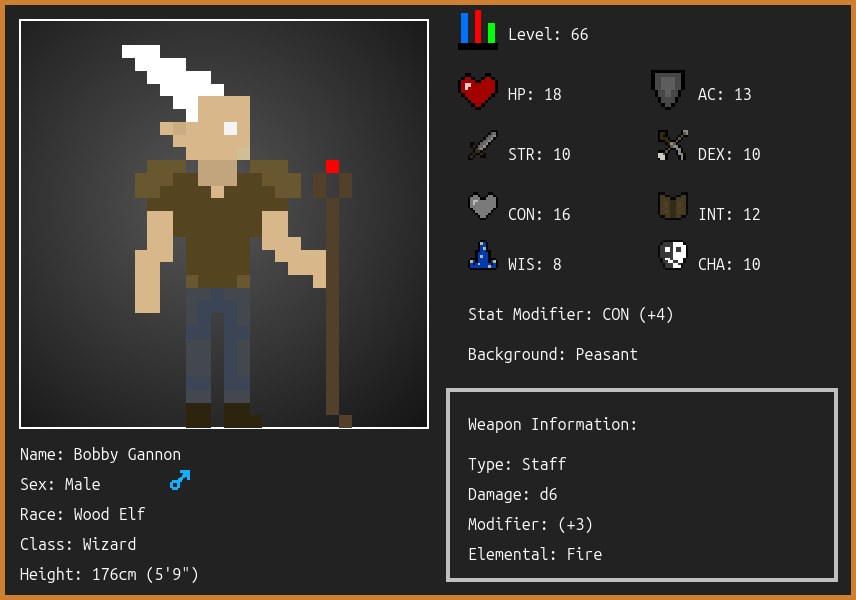 Level: 66
HP: 18
AC: 13
STR: 10
DEX: 10
CON: 16
INT: 12
WIS: 8
CHA: 10
Stat Modifier: CON (+4)
Background: Peasant
Weapon Information:
Type: Staff
Damage: d6
Modifier: (+3)
Elemental: Fire
Name: Bobby Gannon
Sex: Male
Race: Wood Elf
Class: Wizard
Height: 176cm (5'9")